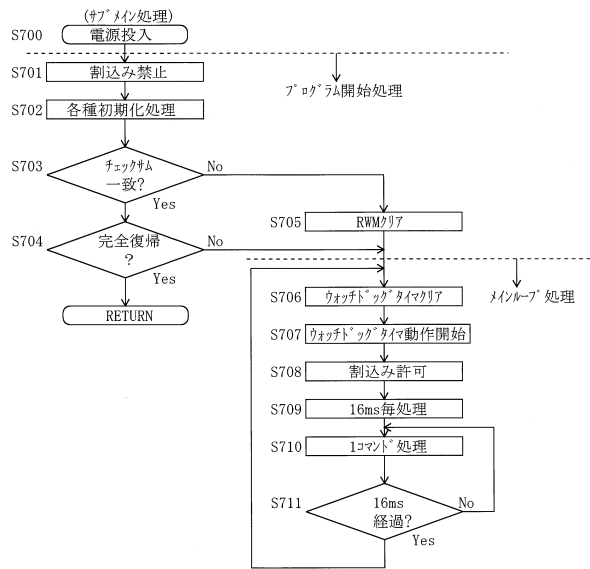 (ｻﾌﾞﾒｲﾝ処理)
S700 電源投入
S701 割込み禁止
ﾌﾟﾛｸﾞﾗﾑ開始処理
S702 各種初期化処理
S703 ﾁｪｯｸｻﾑ
一致?
No
Yes
S705 RWMｸﾘｱ
S704 完全復帰
?
No
Yes
RETURN
S706 ｳｫｯﾁﾄﾞｯｸﾞﾀｲﾏｸﾘｱ
ﾒｲﾝﾙｰﾌﾟ処理
S707 ｳｫｯﾁﾄﾞｯｸﾞﾀｲﾏ動作開始
S708 割込み許可
S709 16ms毎処理
S710 1ｺﾏﾝﾄﾞ処理
S711 16ms
経過?
No
Yes